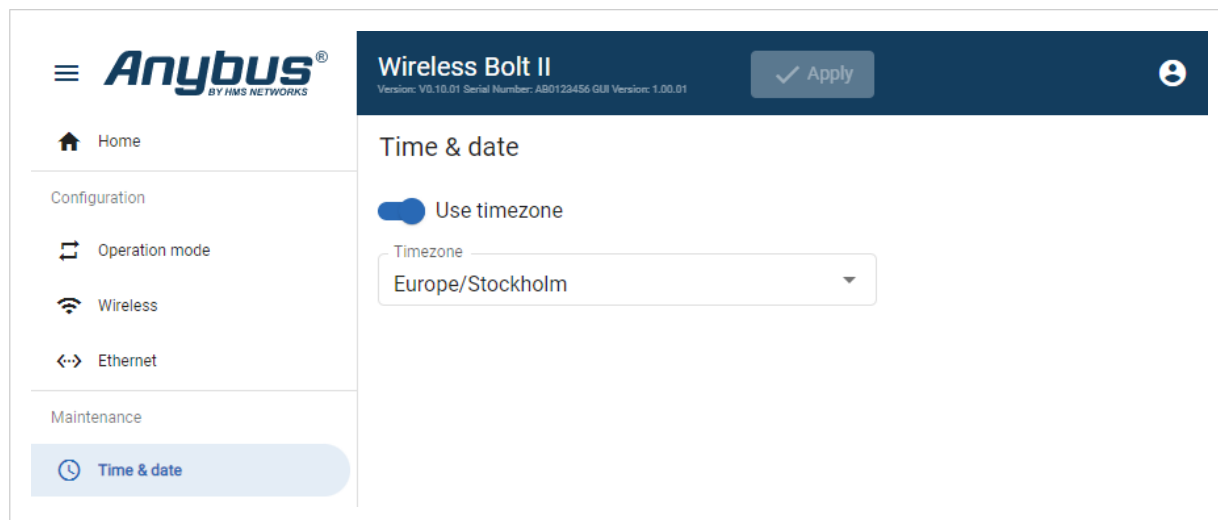 Anybus®
BY HMS NETWORKS
Wireless Bolt II
Version: V0.10.01 Serial Number: AB0123456 GUI Version: 1.00.01
Apply
Home
Configuration
Operation mode
Wireless
Ethernet
Maintenance
Time & date
Time & date
Use timezone
Timezone
Europe/Stockholm